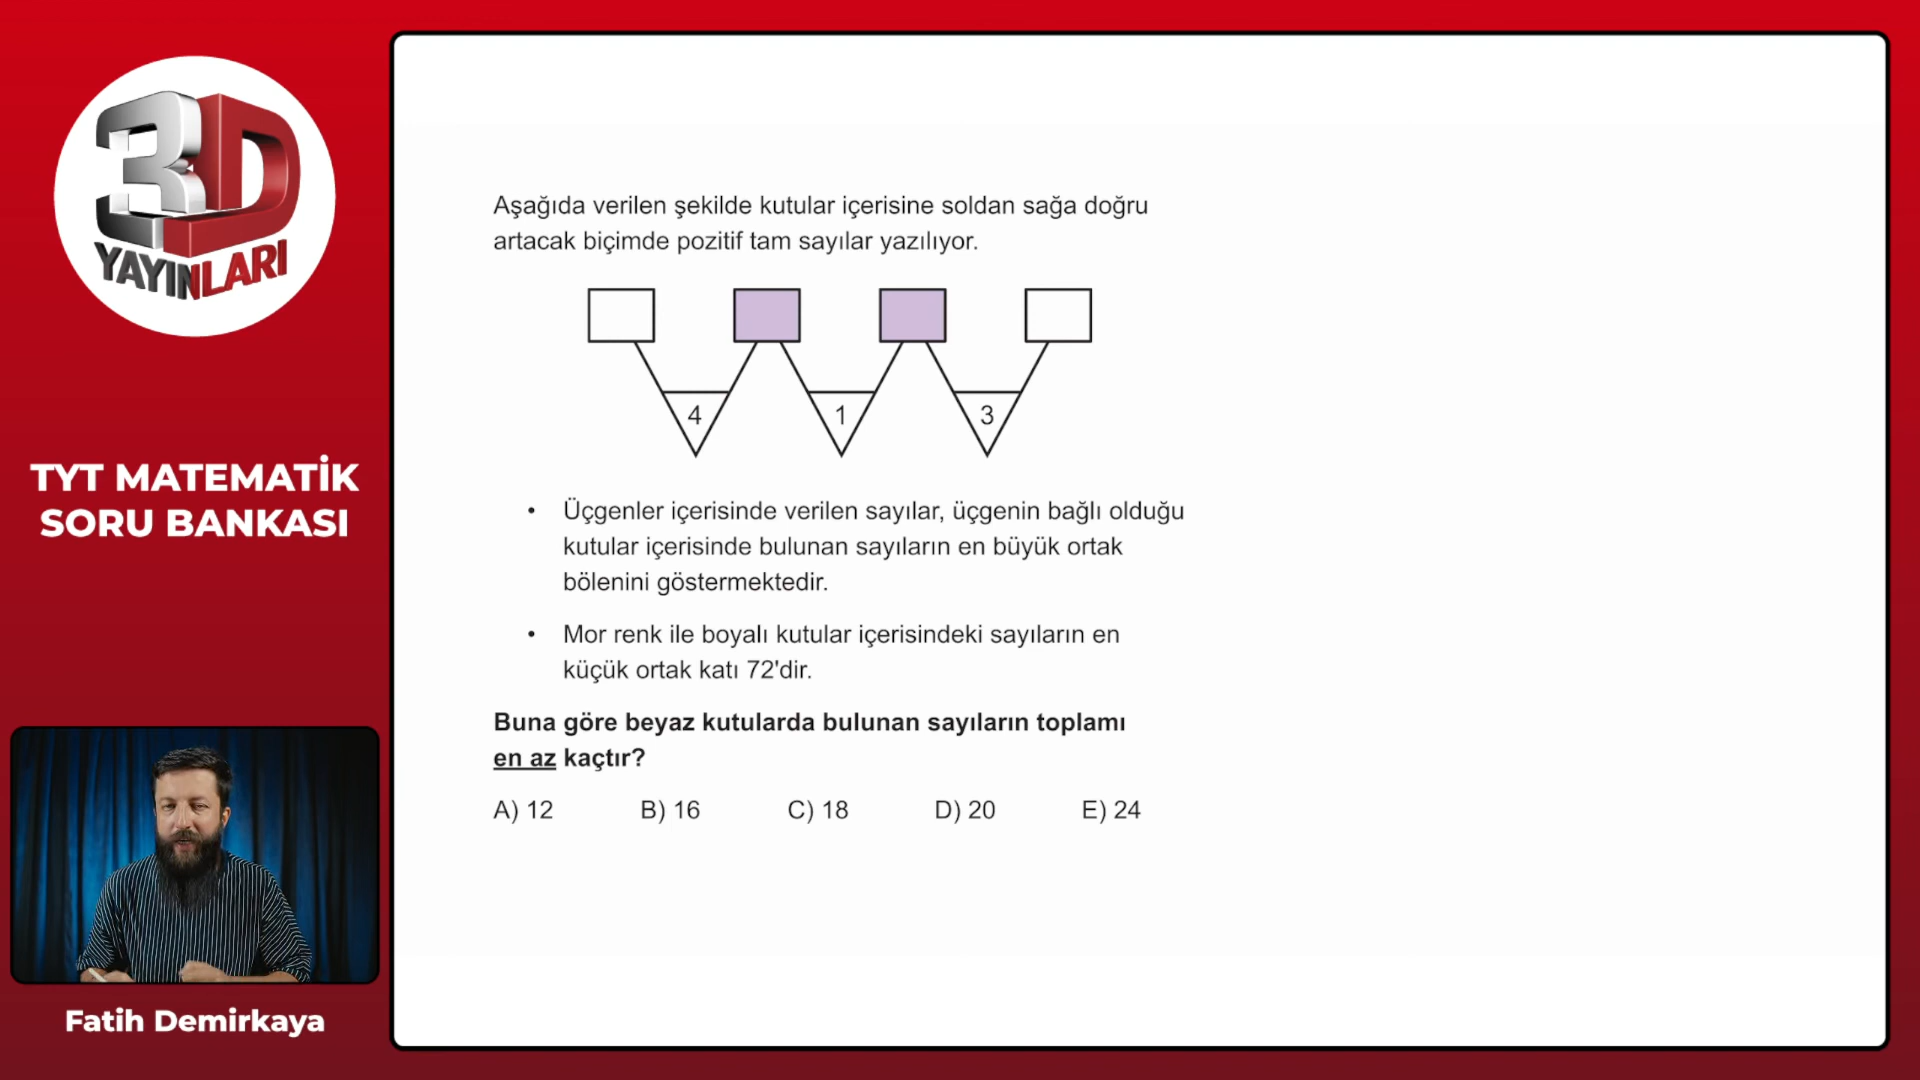 3D
YAYINLARI
TYT MATEMATİK
SORU BANKASI
Fatih Demirkaya
Aşağıda verilen şekilde kutular içerisine soldan sağa doğru
artacak biçimde pozitif tam sayılar yazılıyor.
4 1 3
• Üçgenler içerisinde verilen sayılar, üçgenin bağlı olduğu
kutular içerisinde bulunan sayıların en büyük ortak
bölenini göstermektedir.
• Mor renk ile boyalı kutular içerisindeki sayıların en
küçük ortak katı 72'dir.
Buna göre beyaz kutularda bulunan sayıların toplamı
en az kaçtır?
A) 12 B) 16 C) 18 D) 20 E) 24